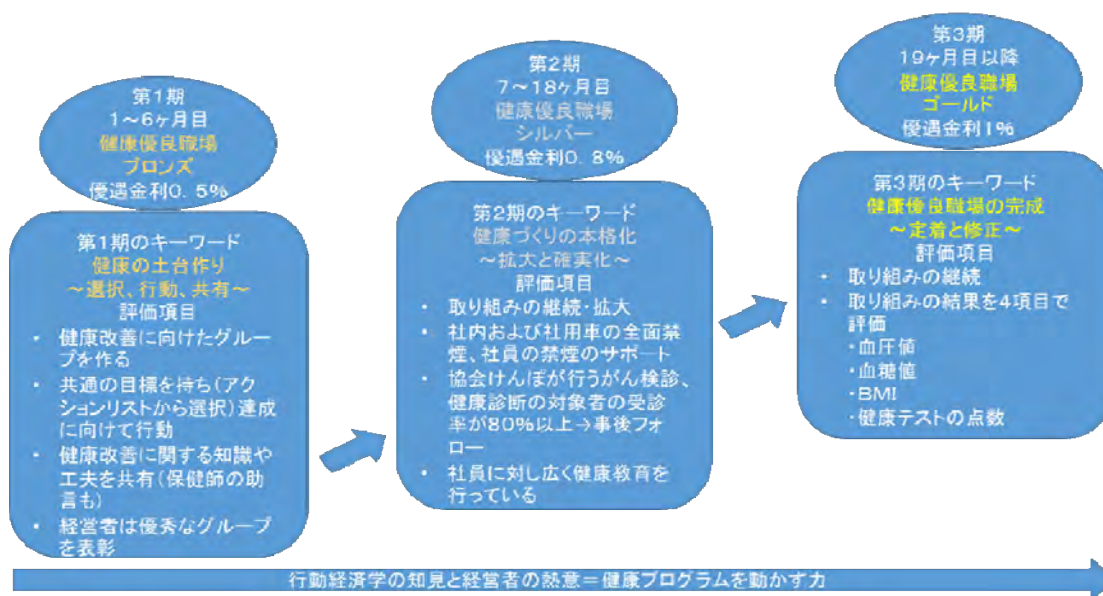 第1期
1～6ヶ月目
健康優良職場
ブロンズ
優遇金利0．5%
第1期のキーワード
健康の土台作り
～選択、行動、共有～
評価項目
• 健康改善に向けたグルー
プを作る
• 共通の目標を持ち（アク
ションリストから選択）達成
に向けて行動
• 健康改善に関する知識や
工夫を共有（保健師の助
言も）
• 経営者は優秀なグループ
を表彰
第2期
7～18ヶ月目
健康優良職場
シルバー
優遇金利0．8%
第2期のキーワード
健康づくりの本格化
～拡大と確実化～
評価項目
• 取り組みの継続・拡大
• 社内および社用車の全面禁
煙、社員の禁煙のサポート
• 協会けんぽが行うがん検診、
健康診断の対象者の受診
率が80%以上→事後フォ
ロー
• 社員に対し広く健康教育を
行っている
第3期
19ヶ月目以降
健康優良職場
ゴールド
優遇金利1%
第3期のキーワード
健康優良職場の完成
～定着と修正～
評価項目
• 取り組みの継続
• 取り組みの結果を4項目で
評価
・血圧値
・血糖値
・BMI
・健康テストの点数
行動経済学の知見と経営者の熱意＝健康プログラムを動かす力